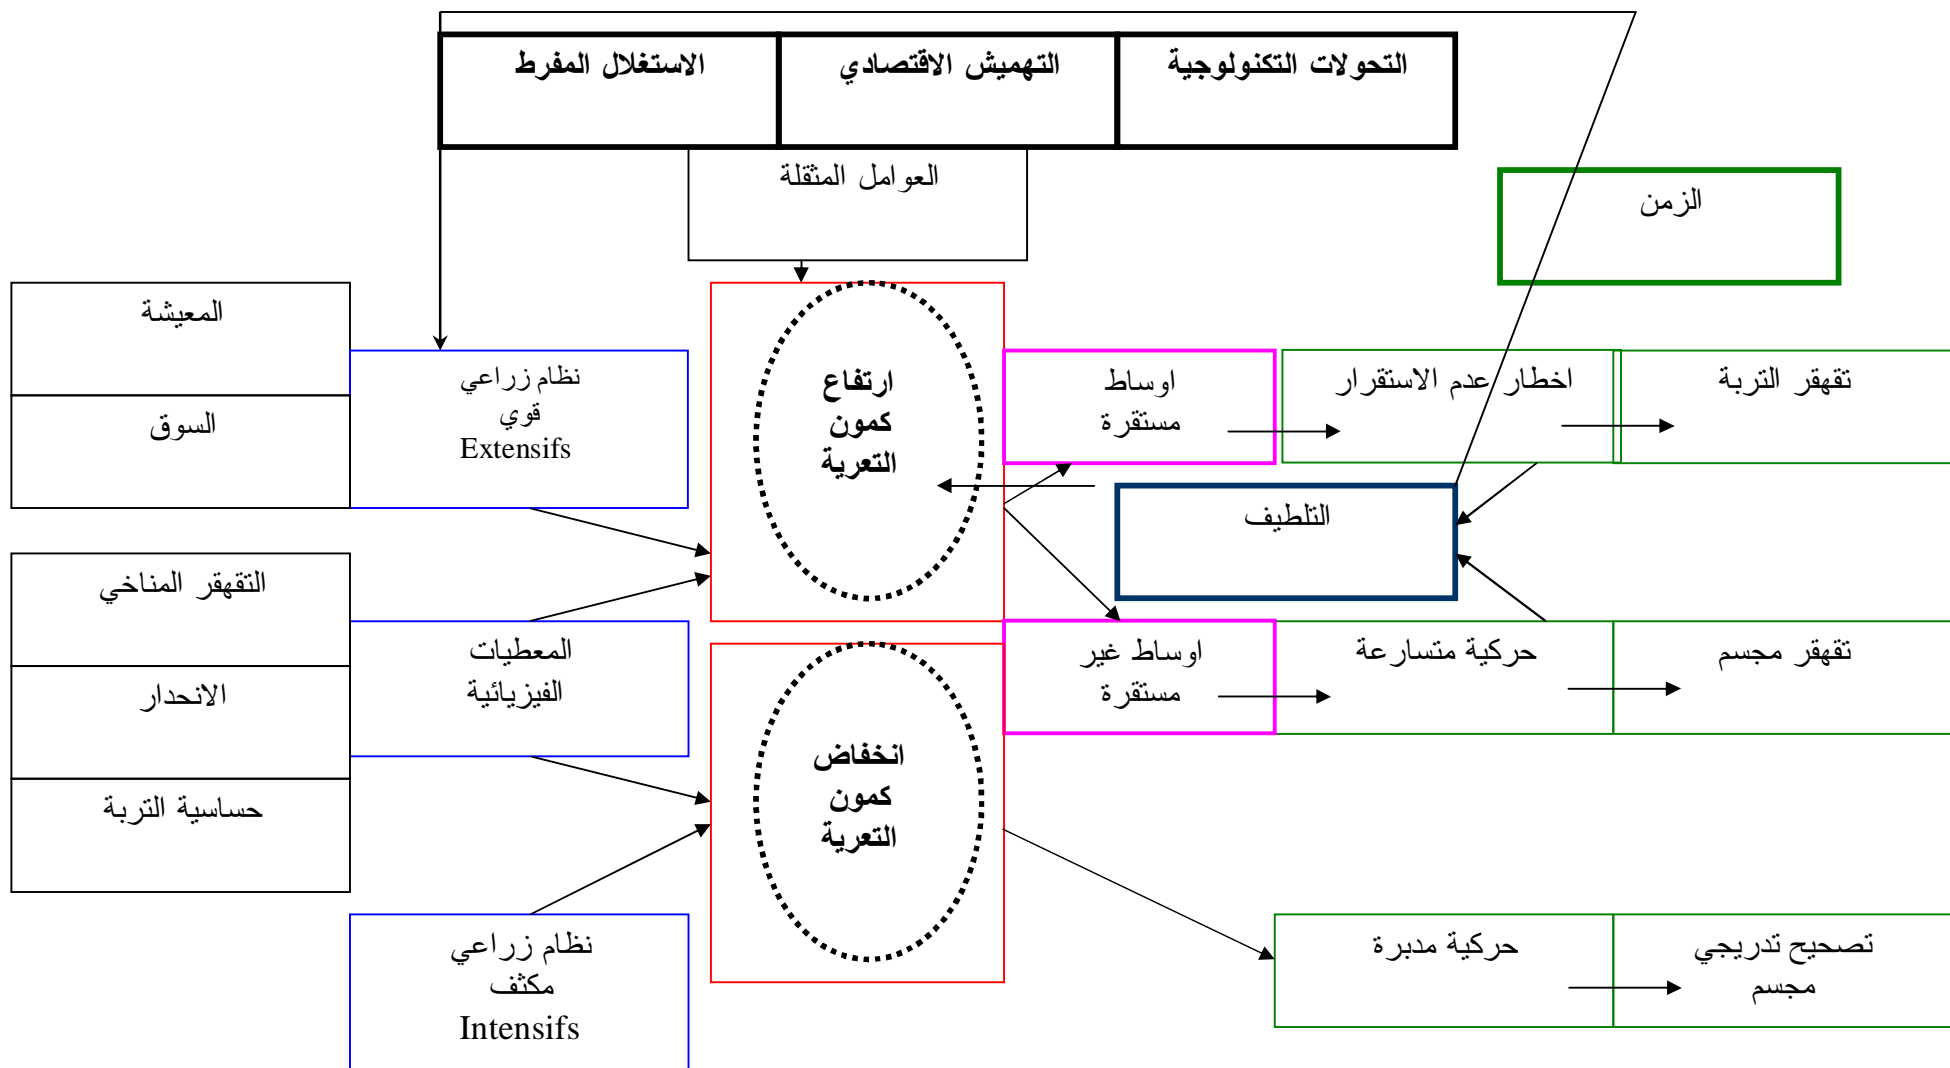 التحولات التكنولوجية
التهميش الاقتصادي
الاستغلال المفرط
العوامل المثقلة
الزمن
المعيشة
السوق
نظام زراعي
قوي
Extensifs
ارتفاع
كمون
التعرية
اوساط
مستقرة
اخطار عدم الاستقرار
تقهقر التربة
التلطيف
التقهقر المناخي
الانحدار
حساسية التربة
المعطيات
الفيزيائية
انخفاض
كمون
التعرية
اوساط غير
مستقرة
حركية متسارعة
تقهقر مجسم
نظام زراعي
مكثف
Intensifs
حركية مدبرة
تصحيح تدريجي
مجسم